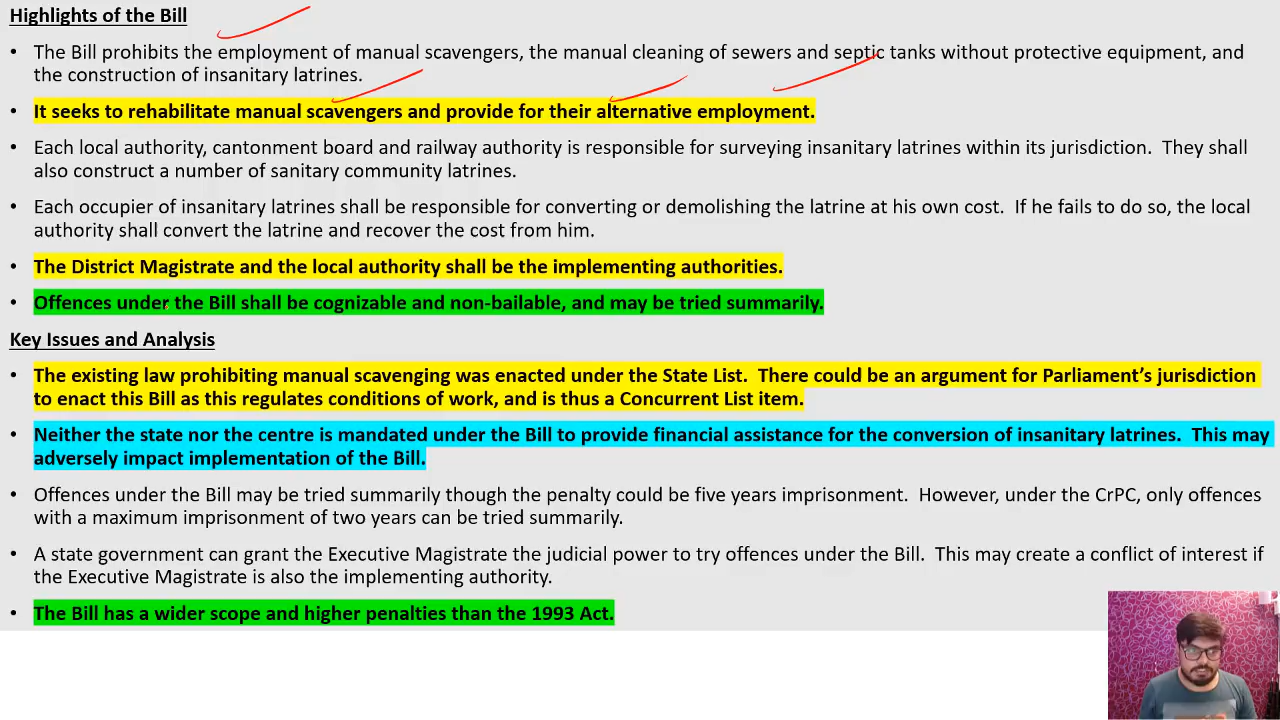 Highlights of the Bill
• The Bill prohibits the employment of manual scavengers, the manual cleaning of sewers and septic tanks without protective equipment, and
the construction of insanitary latrines.
• It seeks to rehabilitate manual scavengers and provide for their alternative employment.
• Each local authority, cantonment board and railway authority is responsible for surveying insanitary latrines within its jurisdiction. They shall
also construct a number of sanitary community latrines.
• Each occupier of insanitary latrines shall be responsible for converting or demolishing the latrine at his own cost. If he fails to do so, the local
authority shall convert the latrine and recover the cost from him.
• The District Magistrate and the local authority shall be the implementing authorities.
• Offences under the Bill shall be cognizable and non-bailable, and may be tried summarily.
Key Issues and Analysis
• The existing law prohibiting manual scavenging was enacted under the State List. There could be an argument for Parliament's jurisdiction
to enact this Bill as this regulates conditions of work, and is thus a Concurrent List item.
• Neither the state nor the centre is mandated under the Bill to provide financial assistance for the conversion of insanitary latrines. This may
adversely impact implementation of the Bill.
• Offences under the Bill may be tried summarily though the penalty could be five years imprisonment. However, under the CrPC, only offences
with a maximum imprisonment of two years can be tried summarily.
• A state government can grant the Executive Magistrate the judicial power to try offences under the Bill. This may create a conflict of interest if
the Executive Magistrate is also the implementing authority.
• The Bill has a wider scope and higher penalties than the 1993 Act.